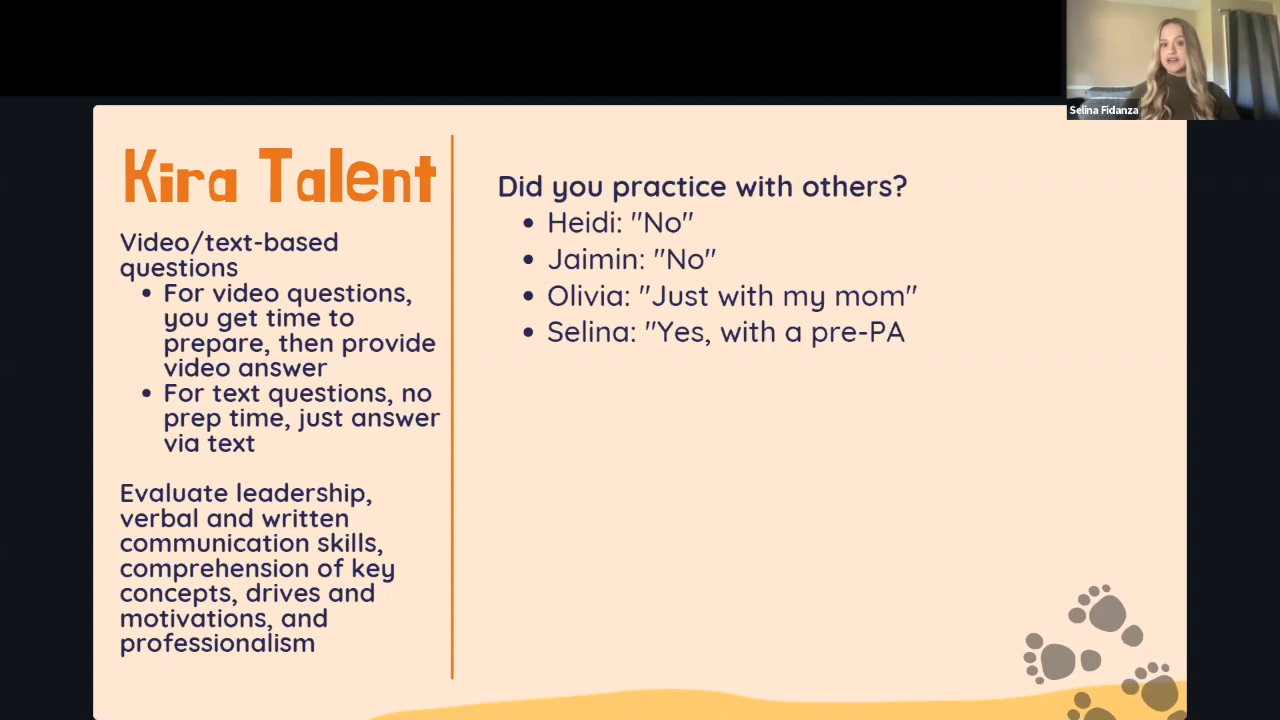 Selina Fidanza
Kira Talent
Video/text-based
questions
• For video questions,
you get time to
prepare, then provide
video answer
• For text questions, no
prep time, just answer
via text
Evaluate leadership,
verbal and written
communication skills,
comprehension of key
concepts, drives and
motivations, and
professionalism
Did you practice with others?
• Heidi: "No"
• Jaimin: "No"
• Olivia: "Just with my mom"
• Selina: "Yes, with a pre-PA